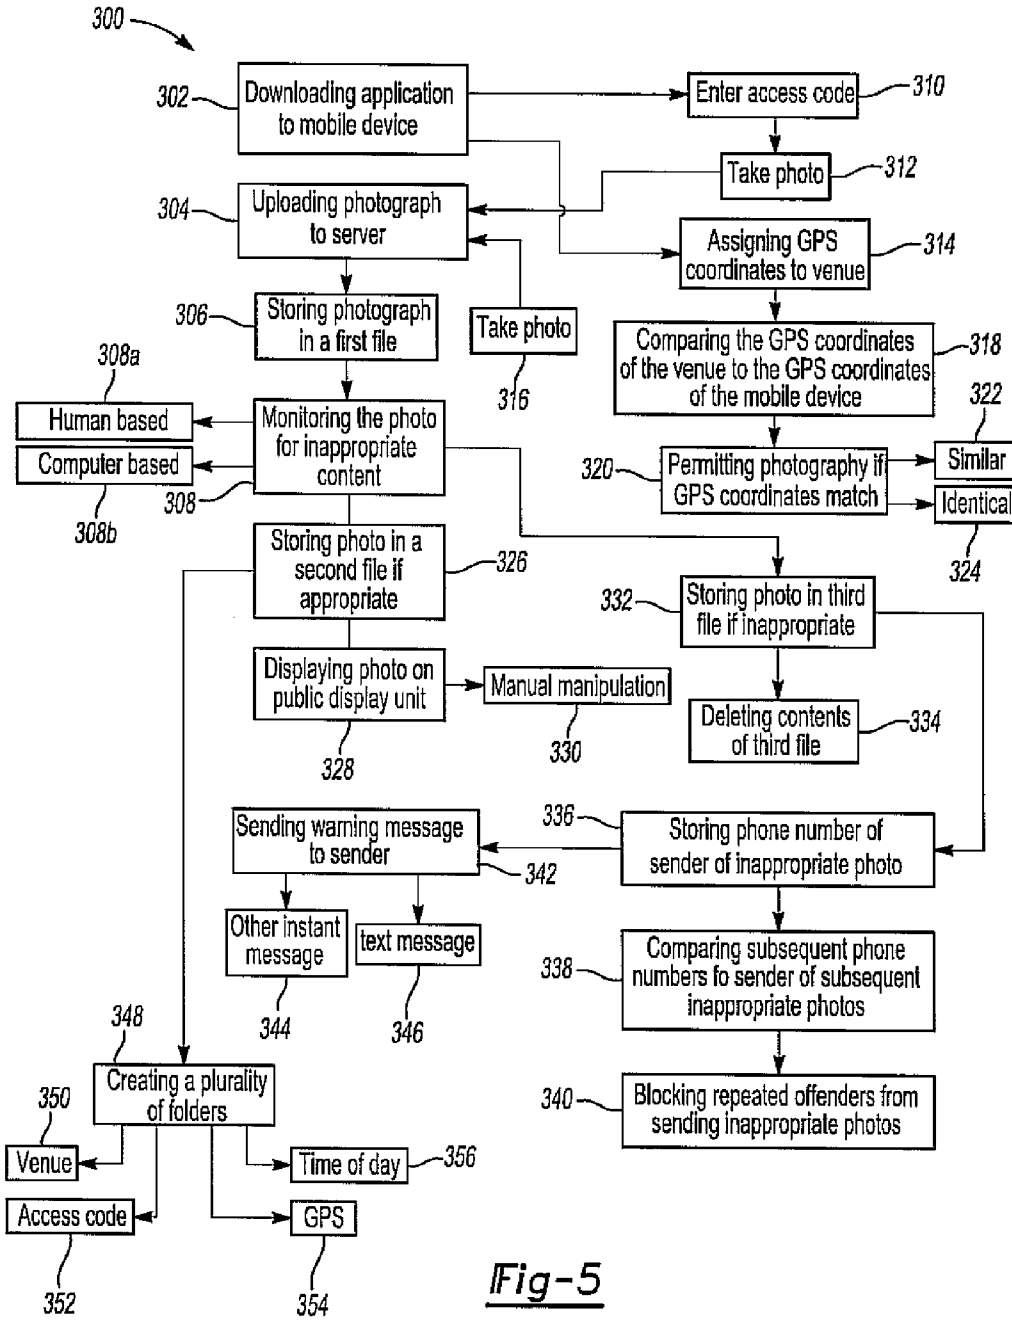 300
302
Downloading application
to mobile device
Enter access code
310
Take photo
312
304
Uploading photograph
to server
Assigning GPS
coordinates to venue
314
306
Storing photograph
in a first file
Take photo
316
Comparing the GPS coordinates
of the venue to the GPS coordinates
of the mobile device
318
308a
Human based
Computer based
308b
Monitoring the photo
for inappropriate
content
308
320
Permitting photography if
GPS coordinates match
322
Similar
Identical
324
Storing photo in a
second file if
appropriate
326
332
Storing photo in third
file if inappropriate
Displaying photo on
public display unit
328
Manual manipulation
330
Deleting contents
of third file
334
Sending warning message
to sender
342
336
Storing phone number of
sender of inappropriate photo
Other instant
message
344
text message
346
338
Comparing subsequent phone
numbers fo sender of subsequent
inappropriate photos
348
Creating a plurality
of folders
340
Blocking repeated offenders from
sending inappropriate photos
350
Venue
Time of day
356
Access code
352
GPS
354
Fig-5